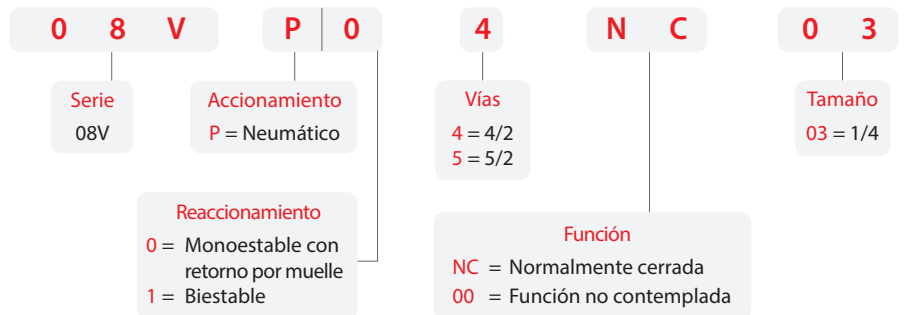 0 8 V P 0 4 N C 0 3
Serie
08V
Accionamiento
P = Neumático
Vías
4 = 4/2
5 = 5/2
Tamaño
03 = 1/4
Reaccionamiento
0 = Monoestable con
retorno por muelle
1 = Biestable
Función
NC = Normalmente cerrada
00 = Función no contemplada